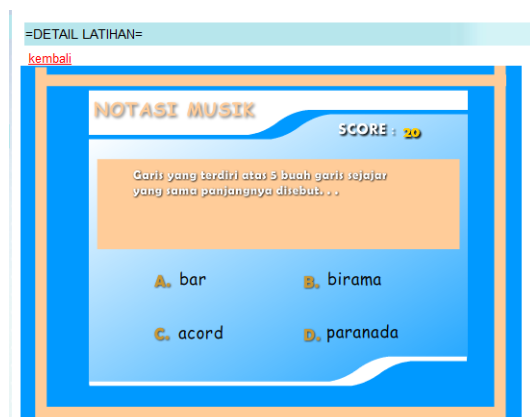 =DETAIL LATIHAN=
kembali
NOTASI MUSIK
SCORE : 20
Garis yang terdiri atas 5 buah garis sejajar
yang sama panjangnya disebut. . .
A. bar
B. birama
C. acord
D. paranada